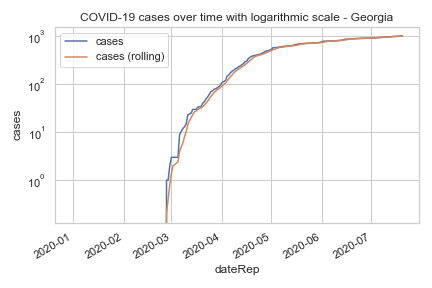 COVID-19 cases over time with logarithmic scale - Georgia
cases
cases (rolling)
10³
10²
10¹
10⁰
cases
2020-01
2020-02
2020-03
2020-04
2020-05
2020-06
2020-07
dateRep